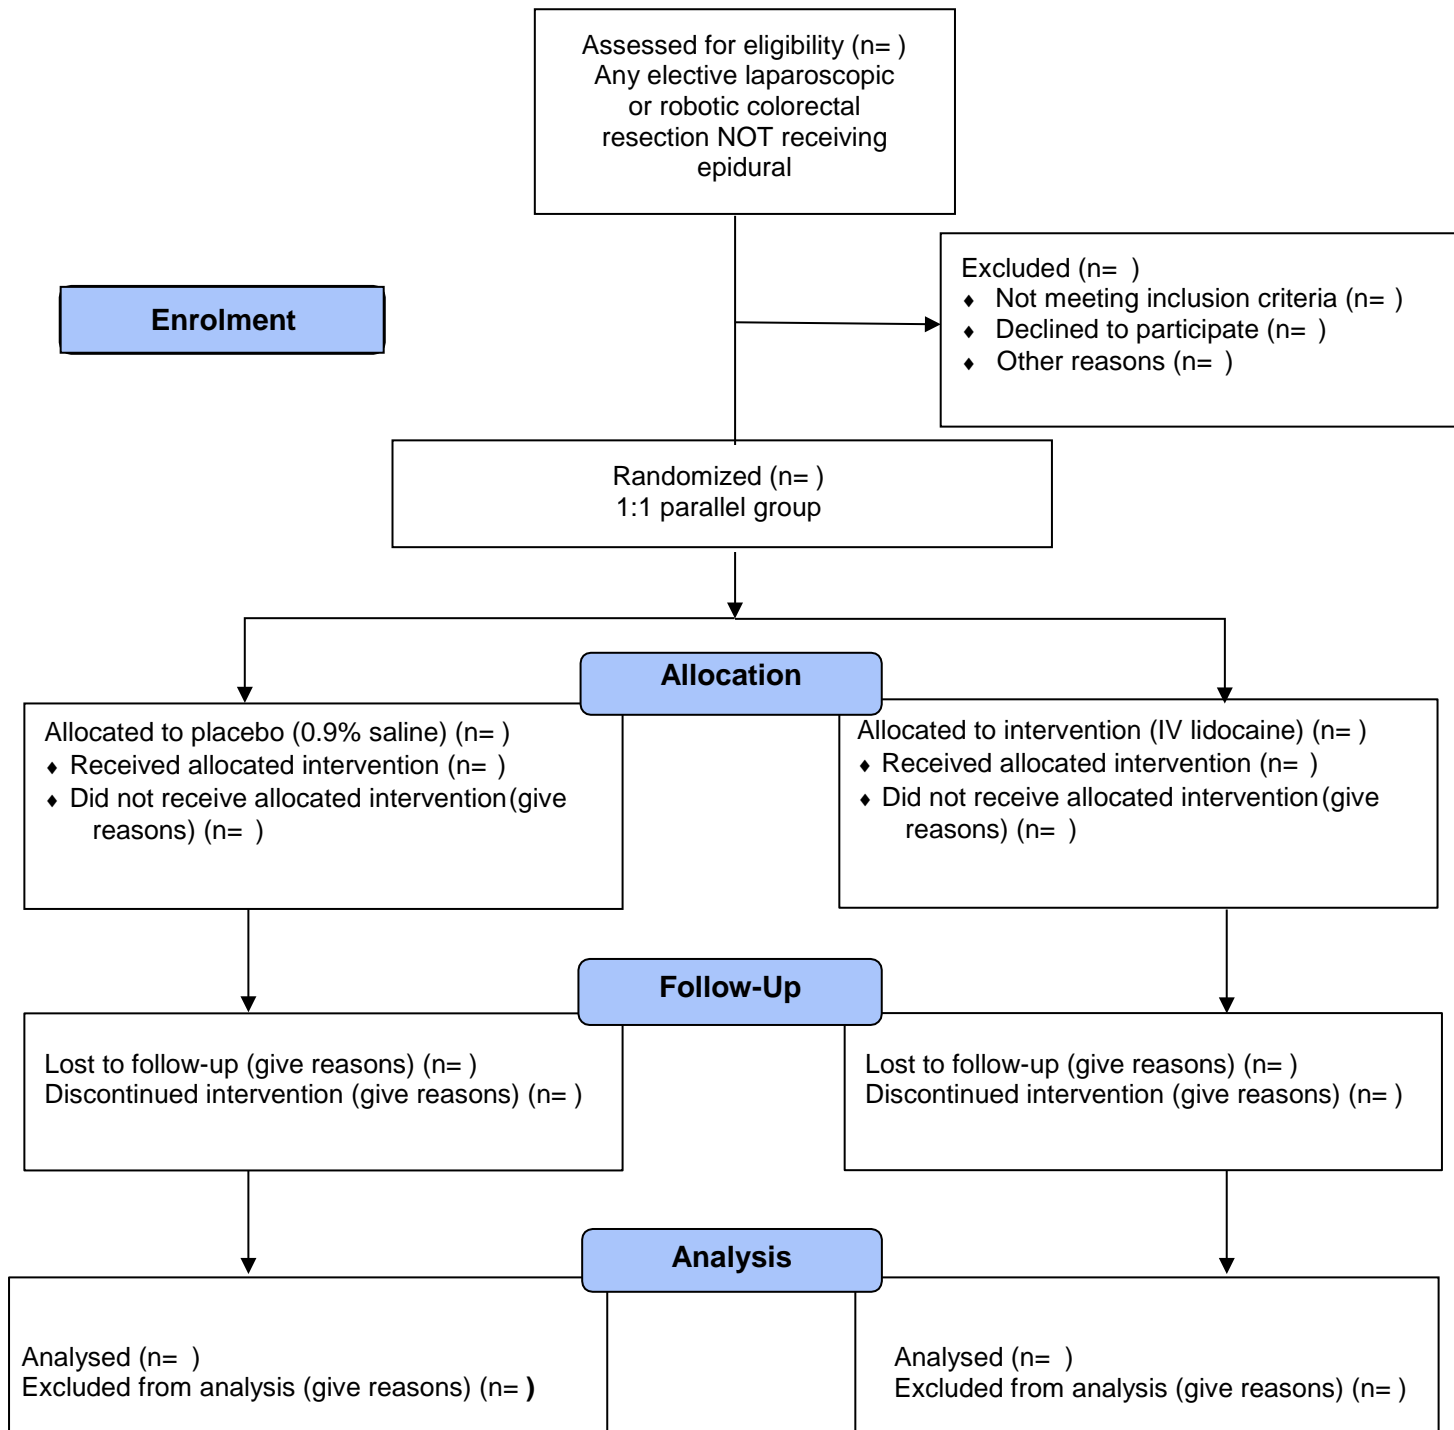 Assessed for eligibility (n= )
Any elective laparoscopic
or robotic colorectal
resection NOT receiving
epidural
Excluded (n= )
♦ Not meeting inclusion criteria (n= )
♦ Declined to participate (n= )
♦ Other reasons (n= )
Enrolment
Randomized (n= )
1:1 parallel group
Allocation
Allocated to placebo (0.9% saline) (n= )
♦ Received allocated intervention (n= )
♦ Did not receive allocated intervention (give
reasons) (n= )
Allocated to intervention (IV lidocaine) (n= )
♦ Received allocated intervention (n= )
♦ Did not receive allocated intervention (give
reasons) (n= )
Follow-Up
Lost to follow-up (give reasons) (n= )
Discontinued intervention (give reasons) (n= )
Lost to follow-up (give reasons) (n= )
Discontinued intervention (give reasons) (n= )
Analysis
Analysed (n= )
Excluded from analysis (give reasons) (n= )
Analysed (n= )
Excluded from analysis (give reasons) (n= )